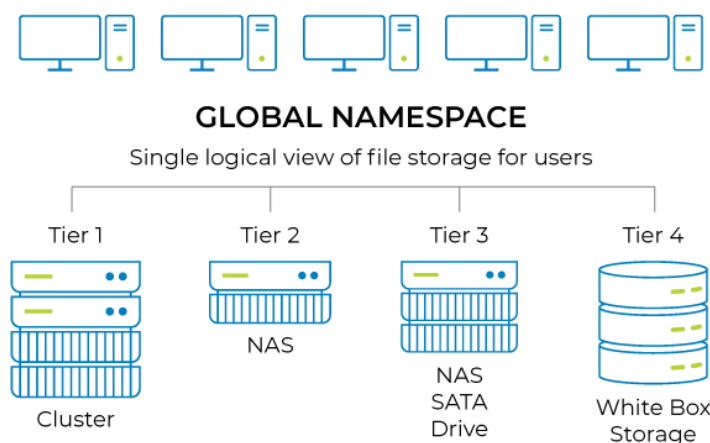 GLOBAL NAMESPACE
Single logical view of file storage for users
Tier 1
Tier 2
Tier 3
Tier 4
Cluster
NAS
NAS
SATA
Drive
White Box
Storage